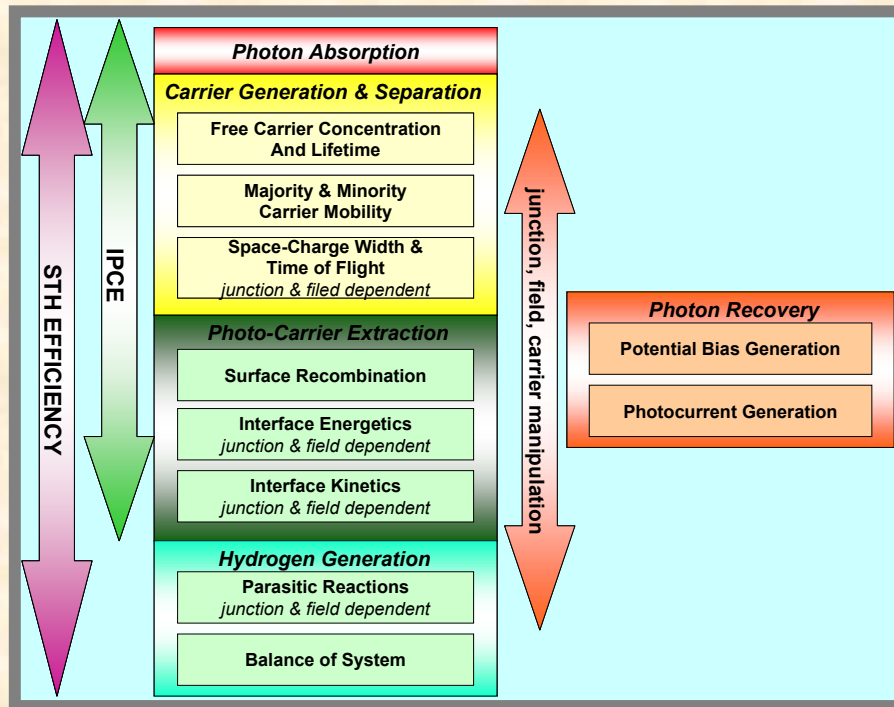 STH EFFICIENCY
IPCE
Photon Absorption
Carrier Generation & Separation
Free Carrier Concentration
And Lifetime
Majority & Minority
Carrier Mobility
Space-Charge Width &
Time of Flight
junction & filed dependent
Photo-Carrier Extraction
Surface Recombination
Interface Energetics
junction & field dependent
Interface Kinetics
junction & field dependent
Hydrogen Generation
Parasitic Reactions
junction & field dependent
Balance of System
junction, field, carrier manipulation
Photon Recovery
Potential Bias Generation
Photocurrent Generation